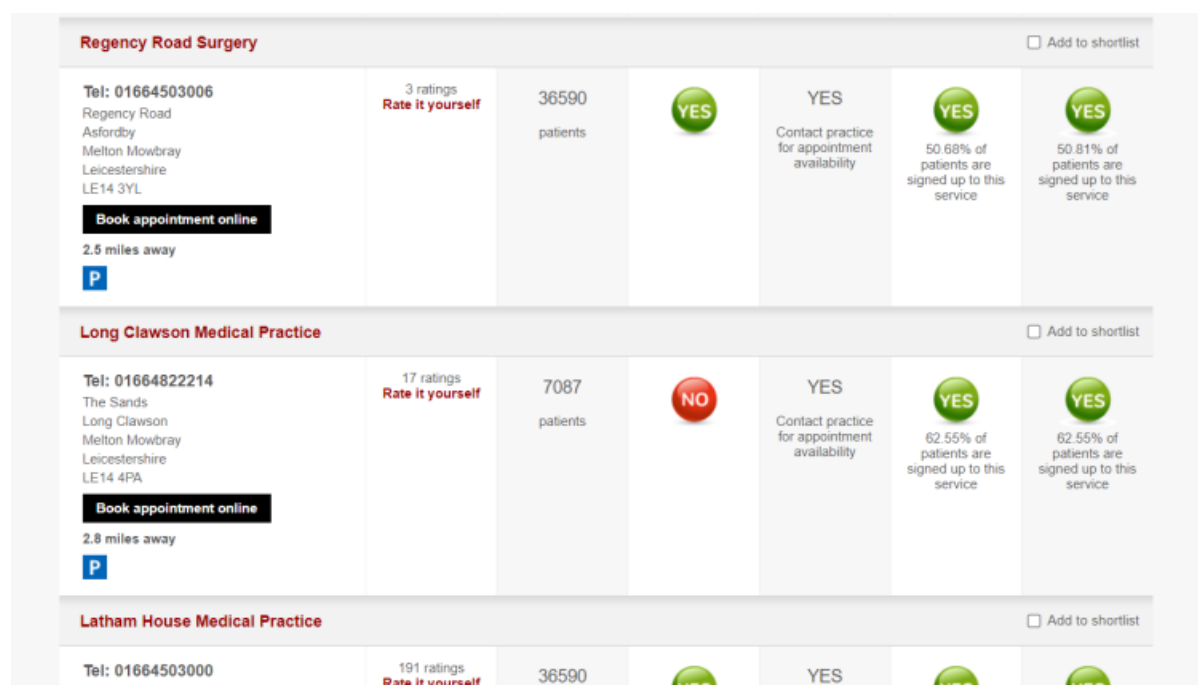 Regency Road Surgery
Add to shortlist
Tel: 01664503006
Regency Road
Asfordby
Melton Mowbray
Leicestershire
LE14 3YL
Book appointment online
2.5 miles away
P
3 ratings
Rate it yourself
36590
patients
YES
YES
Contact practice
for appointment
availability
YES
50.68% of
patients are
signed up to this
service
YES
50.81% of
patients are
signed up to this
service
Long Clawson Medical Practice
Add to shortlist
Tel: 01664822214
The Sands
Long Clawson
Melton Mowbray
Leicestershire
LE14 4PA
Book appointment online
2.8 miles away
P
17 ratings
Rate it yourself
7087
patients
NO
YES
Contact practice
for appointment
availability
YES
62.55% of
patients are
signed up to this
service
YES
62.55% of
patients are
signed up to this
service
Latham House Medical Practice
Add to shortlist
Tel: 01664503000
191 ratings
Rate it yourself
36590
YES
YES
YES
YES